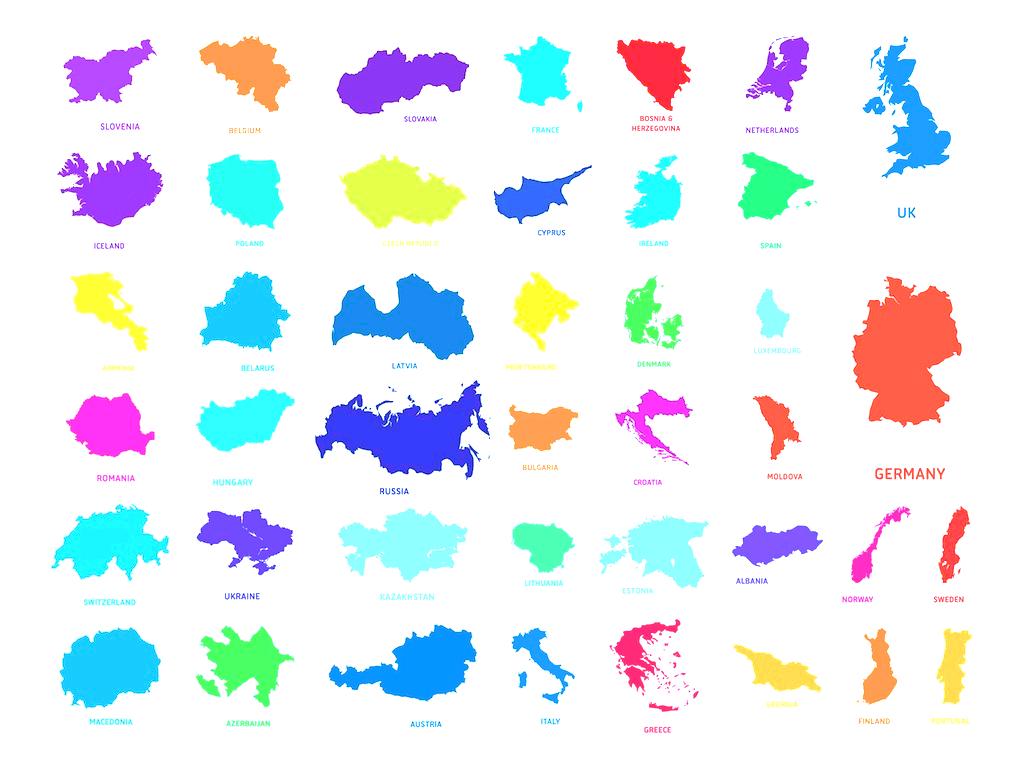 SLOVENIA
BELGIUM
SLOVAKIA
FRANCE
BOSNIA &
HERZEGOVINA
NETHERLANDS
UK
ICELAND
POLAND
CZECH REPUBLIC
CYPRUS
IRELAND
SPAIN
ARMENIA
BELARUS
LATVIA
MONTENEGRO
DENMARK
LUXEMBOURG
GERMANY
ROMANIA
HUNGARY
RUSSIA
BULGARIA
CROATIA
MOLDOVA
SWITZERLAND
UKRAINE
KAZAKHSTAN
LITHUANIA
ESTONIA
ALBANIA
NORWAY
SWEDEN
MACEDONIA
AZERBAIJAN
AUSTRIA
ITALY
GREECE
GEORGIA
FINLAND
PORTUGAL